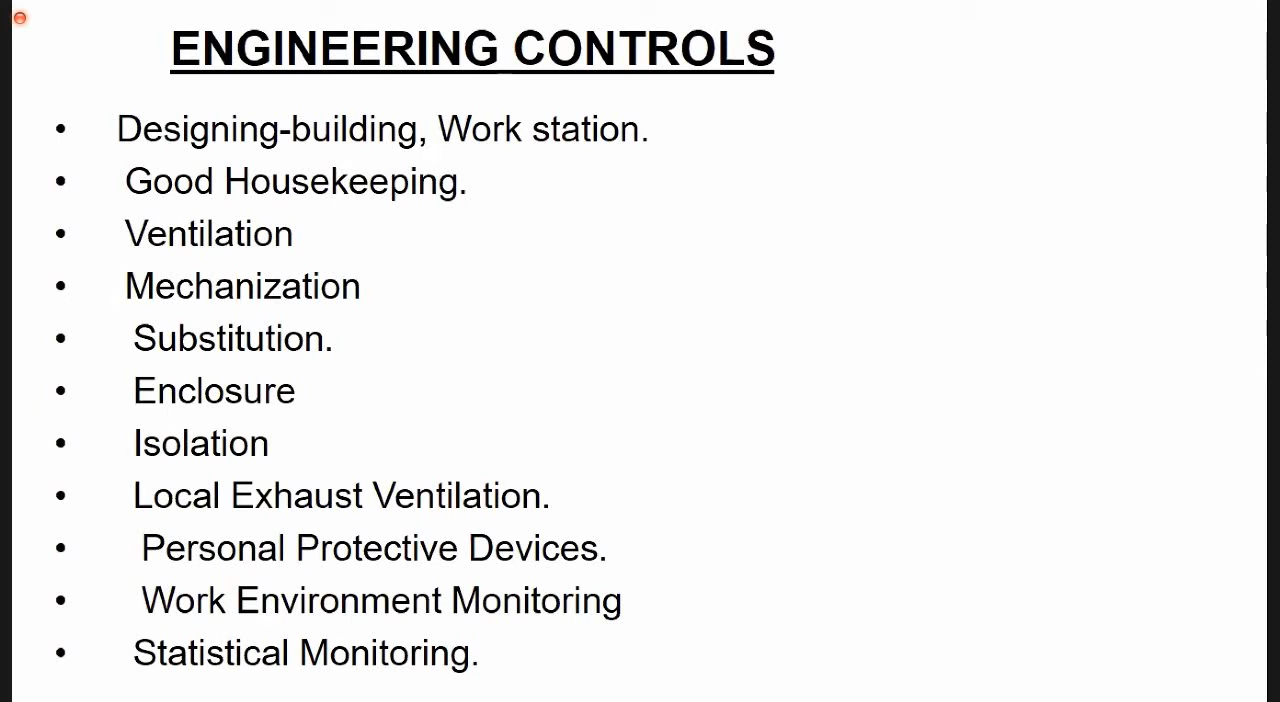 ENGINEERING CONTROLS
• Designing-building, Work station.
• Good Housekeeping.
• Ventilation
• Mechanization
• Substitution.
• Enclosure
• Isolation
• Local Exhaust Ventilation.
• Personal Protective Devices.
• Work Environment Monitoring
• Statistical Monitoring.